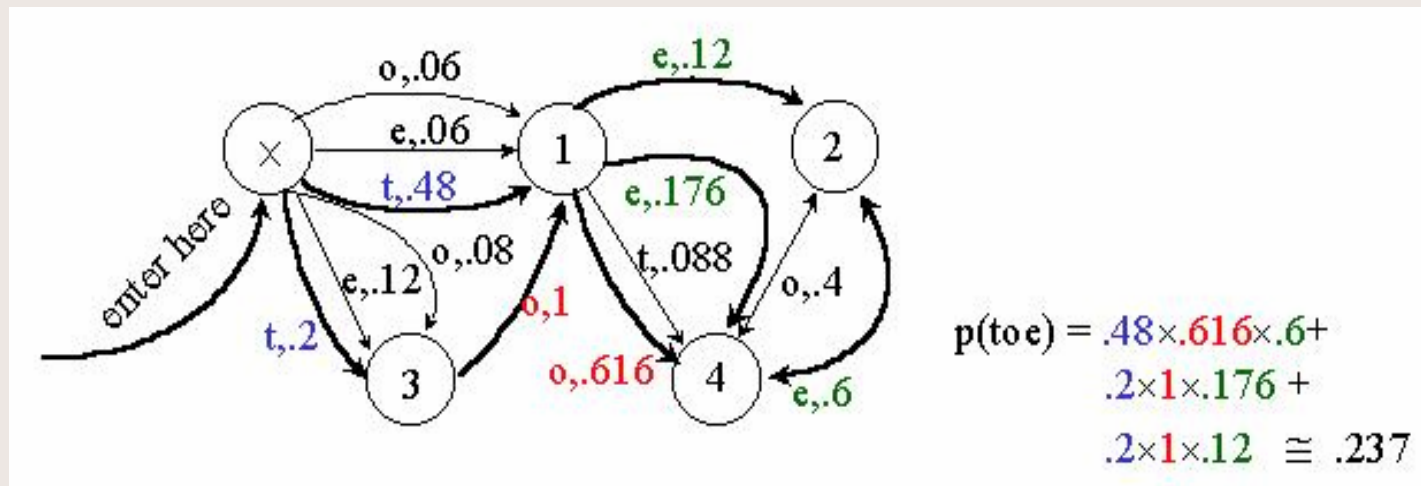 o,.06
e,.12
×
e,.06
1
2
t,.48
e,.176
enter here
o,.08
t,.088
e,.12
o,.4
o,1
t,.2
3
o,.616
4
e,.6
p(toe) = .48×.616×.6+
.2×1×.176 +
.2×1×.12 ≅ .237